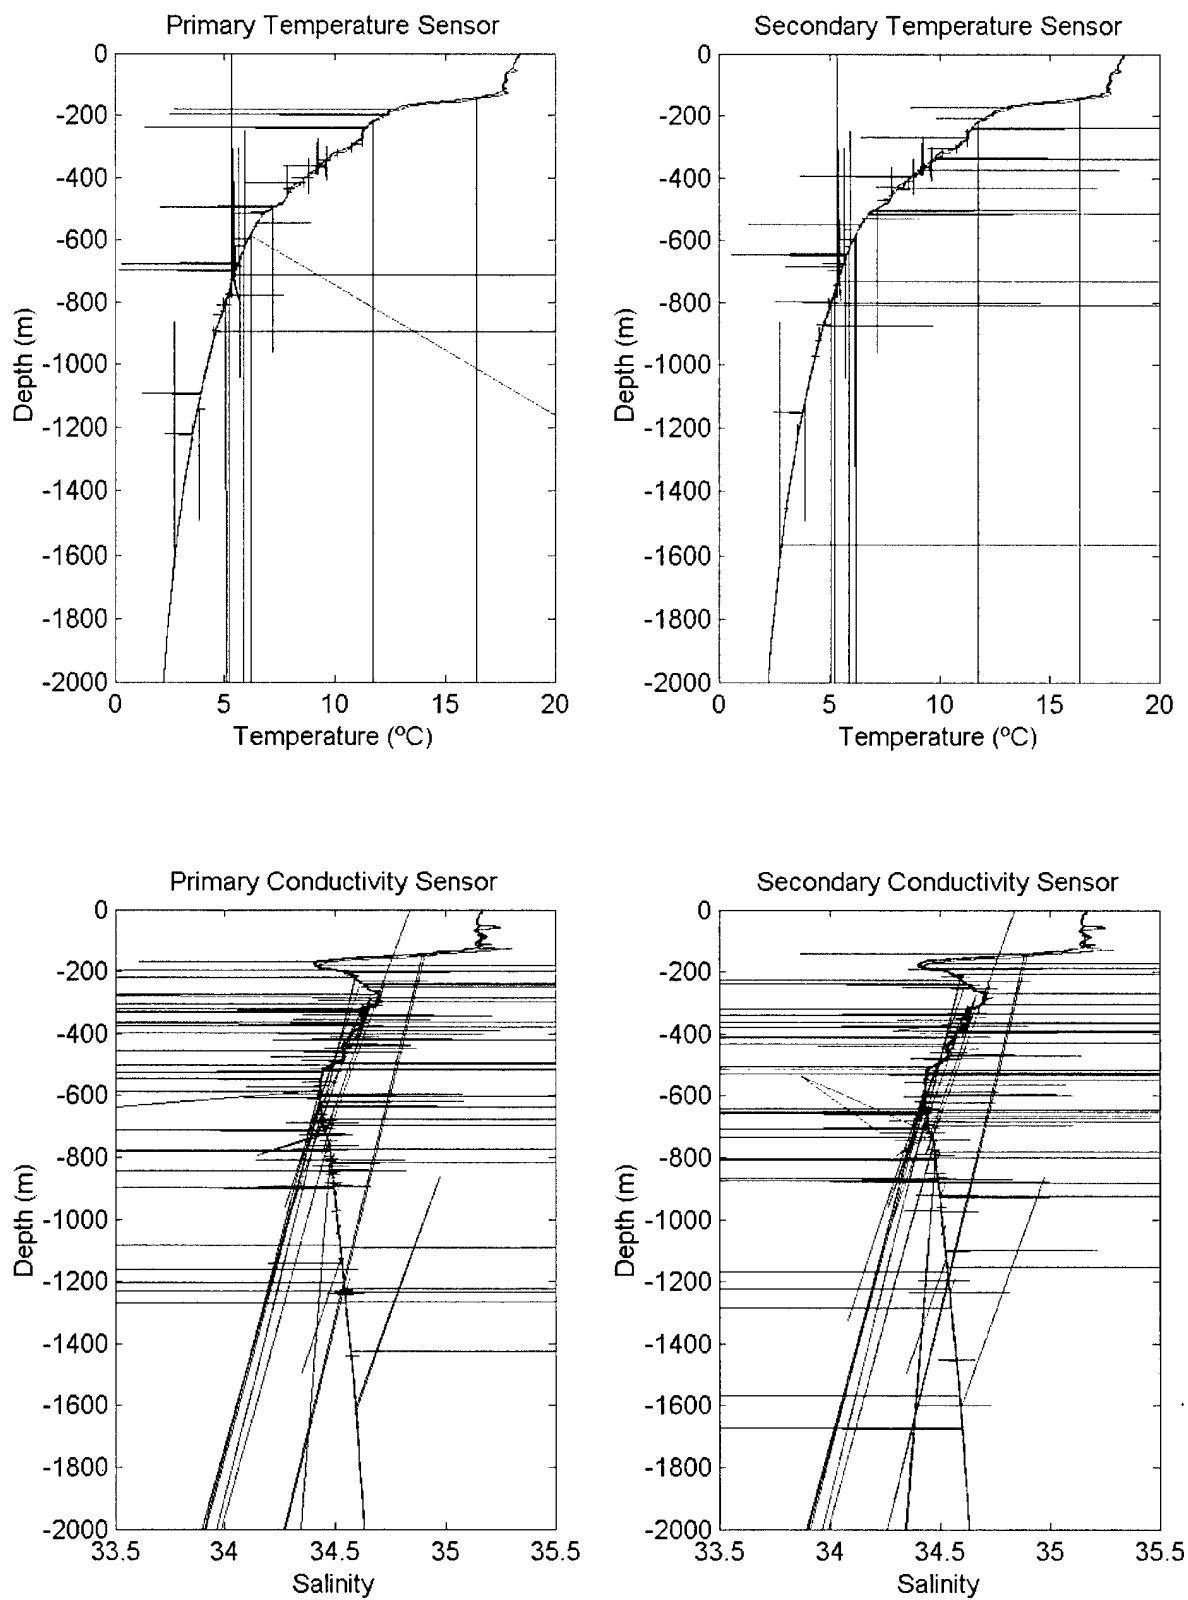 Primary Temperature Sensor
0
-200
-400
-600
-800
-1000
-1200
-1400
-1600
-1800
-2000
Depth (m)
0 5 10 15 20
Temperature (ºC)
Secondary Temperature Sensor
0
-200
-400
-600
-800
-1000
-1200
-1400
-1600
-1800
-2000
Depth (m)
0 5 10 15 20
Temperature (ºC)
Primary Conductivity Sensor
0
-200
-400
-600
-800
-1000
-1200
-1400
-1600
-1800
-2000
Depth (m)
33.5 34 34.5 35 35.5
Salinity
Secondary Conductivity Sensor
0
-200
-400
-600
-800
-1000
-1200
-1400
-1600
-1800
-2000
Depth (m)
33.5 34 34.5 35 35.5
Salinity